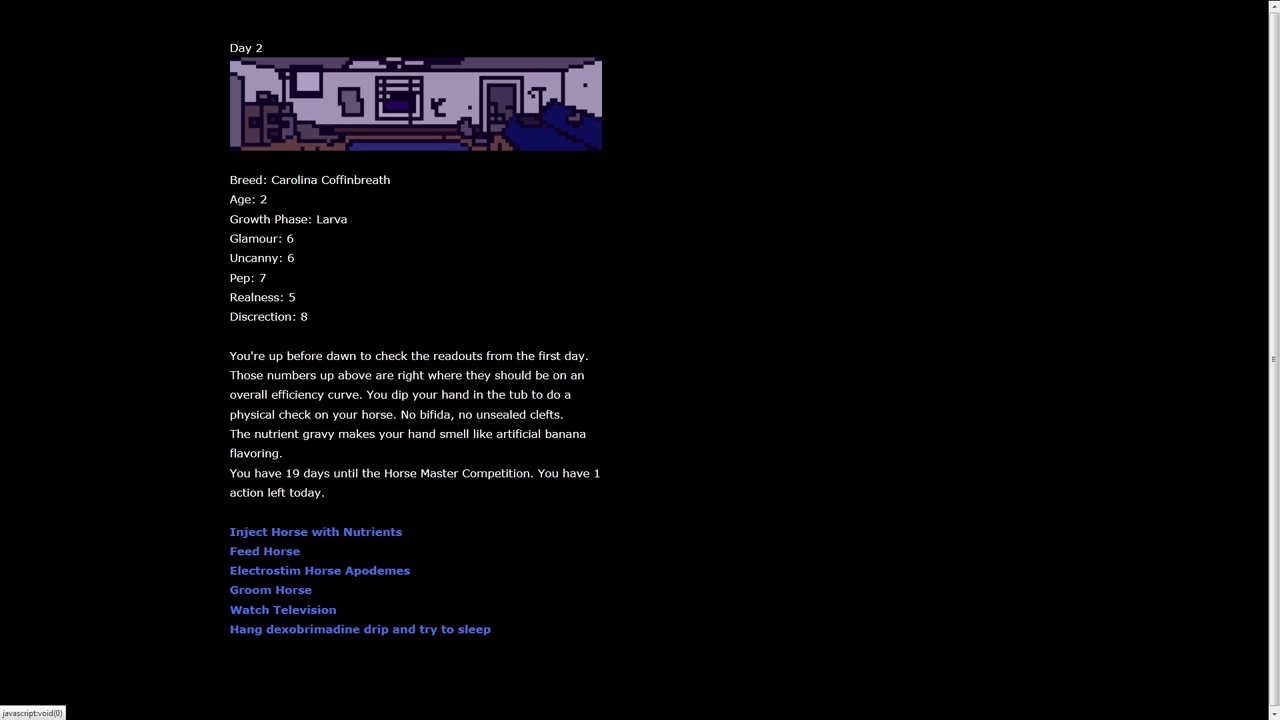 Day 2
Breed: Carolina Coffinbreath
Age: 2
Growth Phase: Larva
Glamour: 6
Uncanny: 6
Pep: 7
Realness: 5
Discrection: 8
You're up before dawn to check the readouts from the first day.
Those numbers up above are right where they should be on an
overall efficiency curve. You dip your hand in the tub to do a
physical check on your horse. No bifida, no unsealed clefts.
The nutrient gravy makes your hand smell like artificial banana
flavoring.
You have 19 days until the Horse Master Competition. You have 1
action left today.
Inject Horse with Nutrients
Feed Horse
Electrostim Horse Apodemes
Groom Horse
Watch Television
Hang dexobrimadine drip and try to sleep
javascript:void(0)